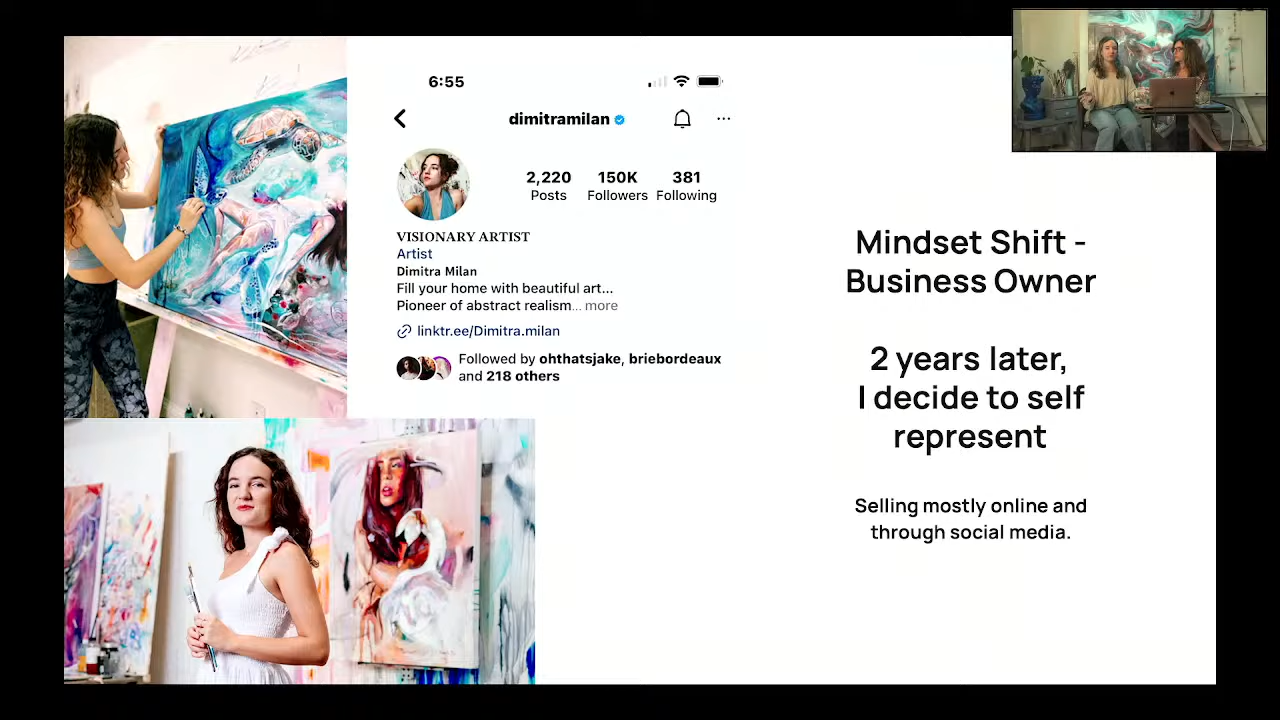 6:55
dimitramilan
2,220
150K
381
Posts
Followers
Following
VISIONARY ARTIST
Artist
Dimitra Milan
Fill your home with beautiful art...
Pioneer of abstract realism... more
linktr.ee/Dimitra.milan
Followed by ohthatsjake, briebordeaux
and 218 others
Mindset Shift -
Business Owner
2 years later,
I decide to self
represent
Selling mostly online and
through social media.